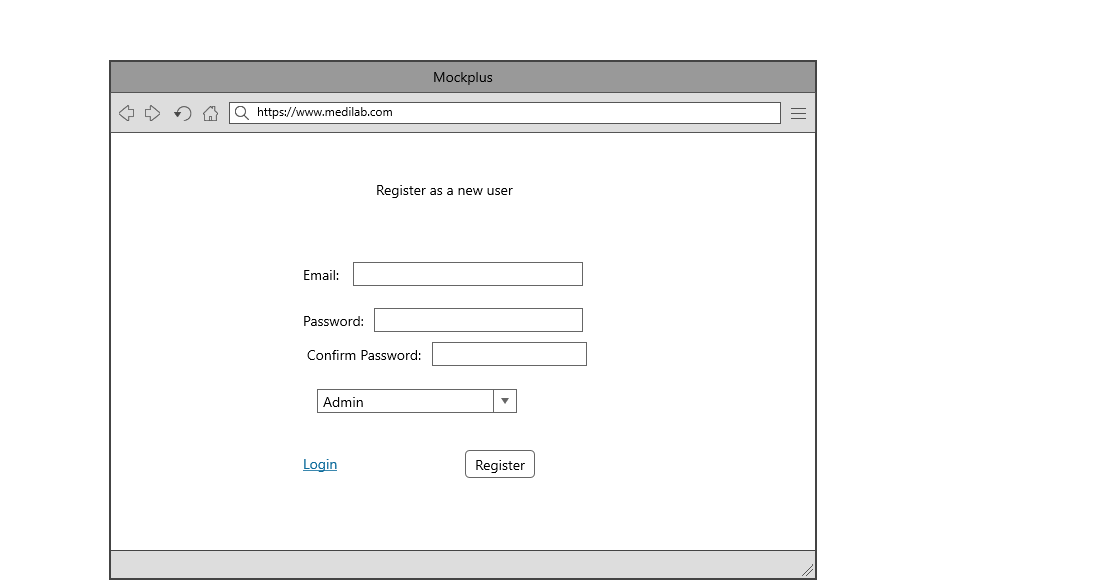 Mockplus
https://www.medilab.com
Register as a new user
Email:
Password:
Confirm Password:
Admin
Login Register